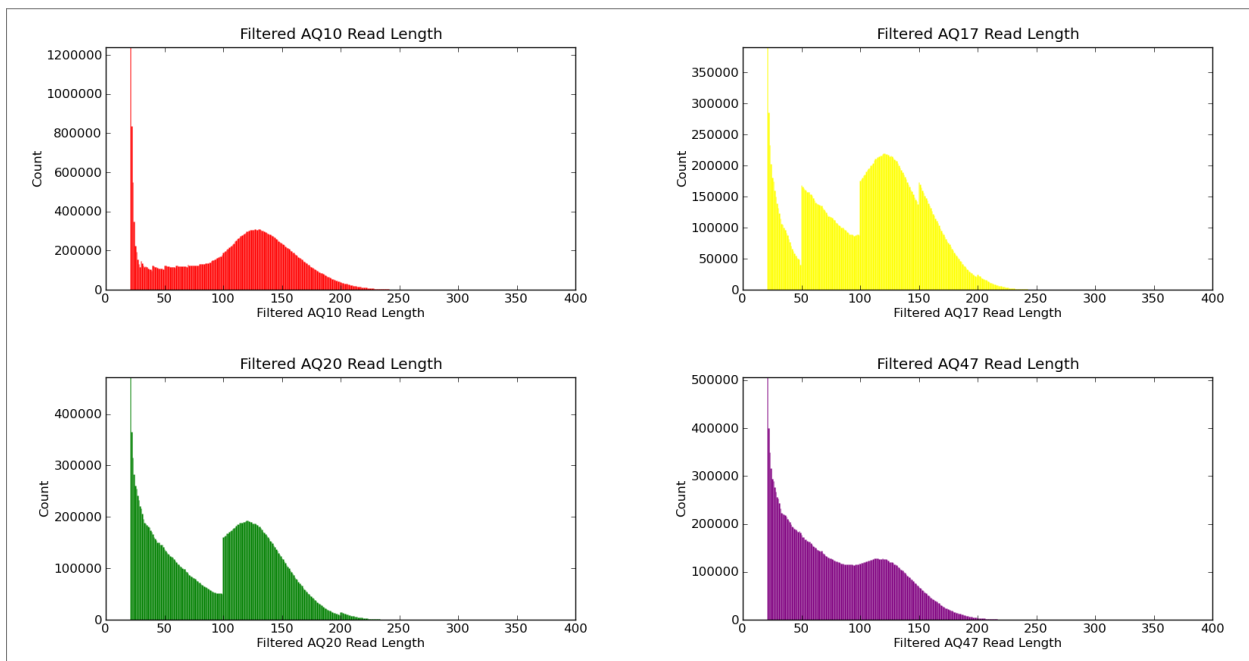 Filtered AQ10 Read Length
1200000
1000000
800000
600000
400000
200000
0
Count
0 50 100 150 200 250 300 350 400
Filtered AQ10 Read Length
Filtered AQ17 Read Length
350000
300000
250000
200000
150000
100000
50000
0
Count
0 50 100 150 200 250 300 350 400
Filtered AQ17 Read Length
Filtered AQ20 Read Length
400000
300000
200000
100000
0
Count
0 50 100 150 200 250 300 350 400
Filtered AQ20 Read Length
Filtered AQ47 Read Length
500000
400000
300000
200000
100000
0
Count
0 50 100 150 200 250 300 350 400
Filtered AQ47 Read Length